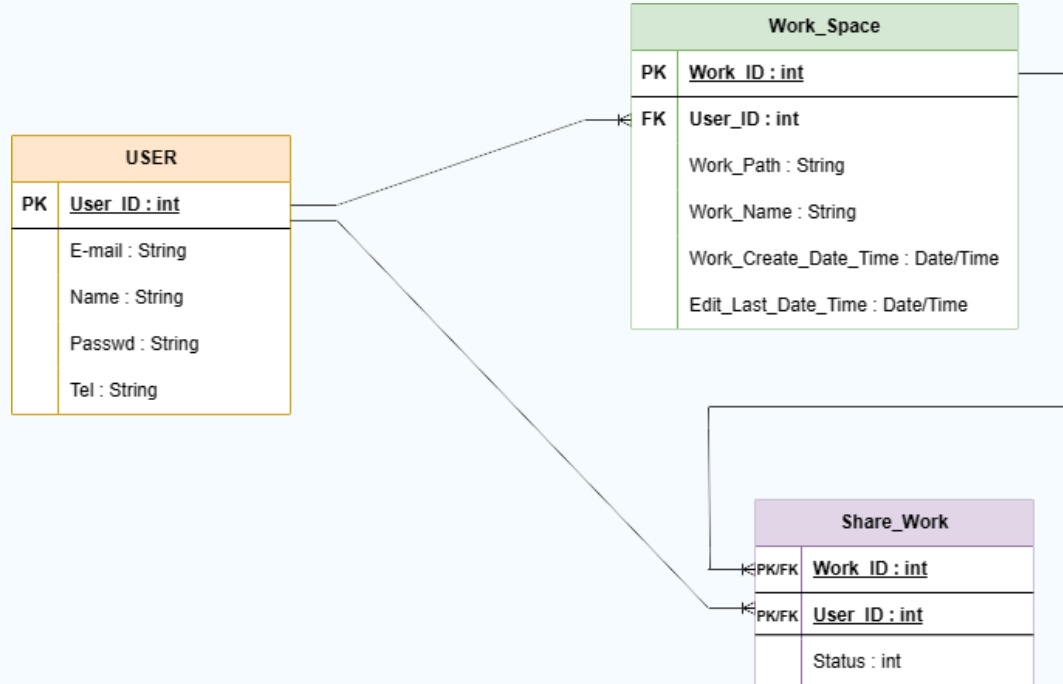 Work_Space
PK Work_ID : int
FK User_ID : int
Work_Path : String
Work_Name : String
Work_Create_Date_Time : Date/Time
Edit_Last_Date_Time : Date/Time
USER
PK User_ID : int
E-mail : String
Name : String
Passwd : String
Tel : String
Share_Work
PK/FK Work_ID : int
PK/FK User_ID : int
Status : int